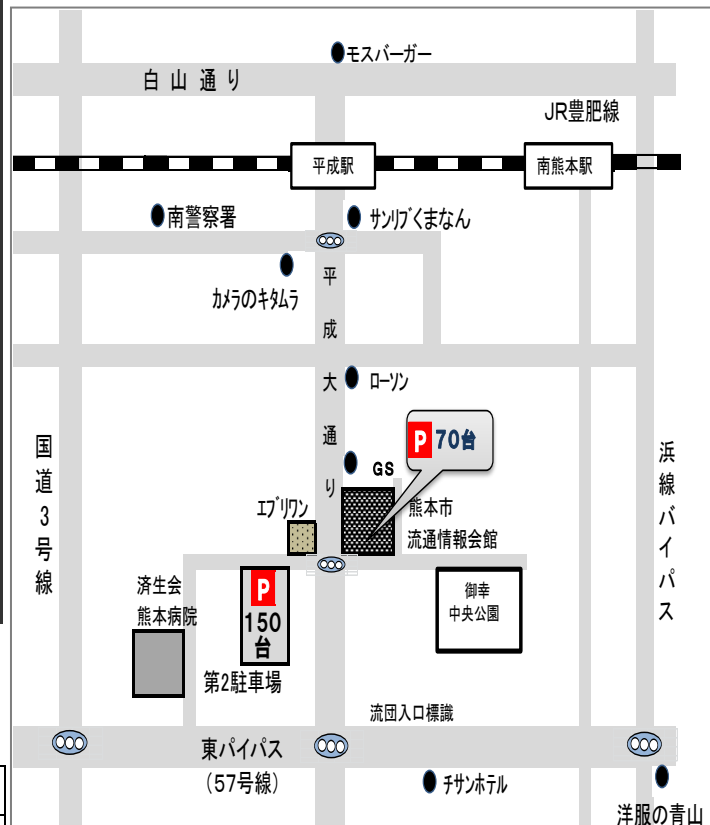 モスバーガー
白山通り
JR豊肥線
平成駅
南熊本駅
南警察署
サンリブくまなん
カメラのキタムラ
平成大通り
ローソン
P 70台
GS
国道3号線
浜線バイパス
エブリワン
熊本市
流通情報会館
済生会
熊本病院
P
150
台
御幸
中央公園
第2駐車場
流団入口標識
東バイパス
(57号線)
チサンホテル
洋服の青山